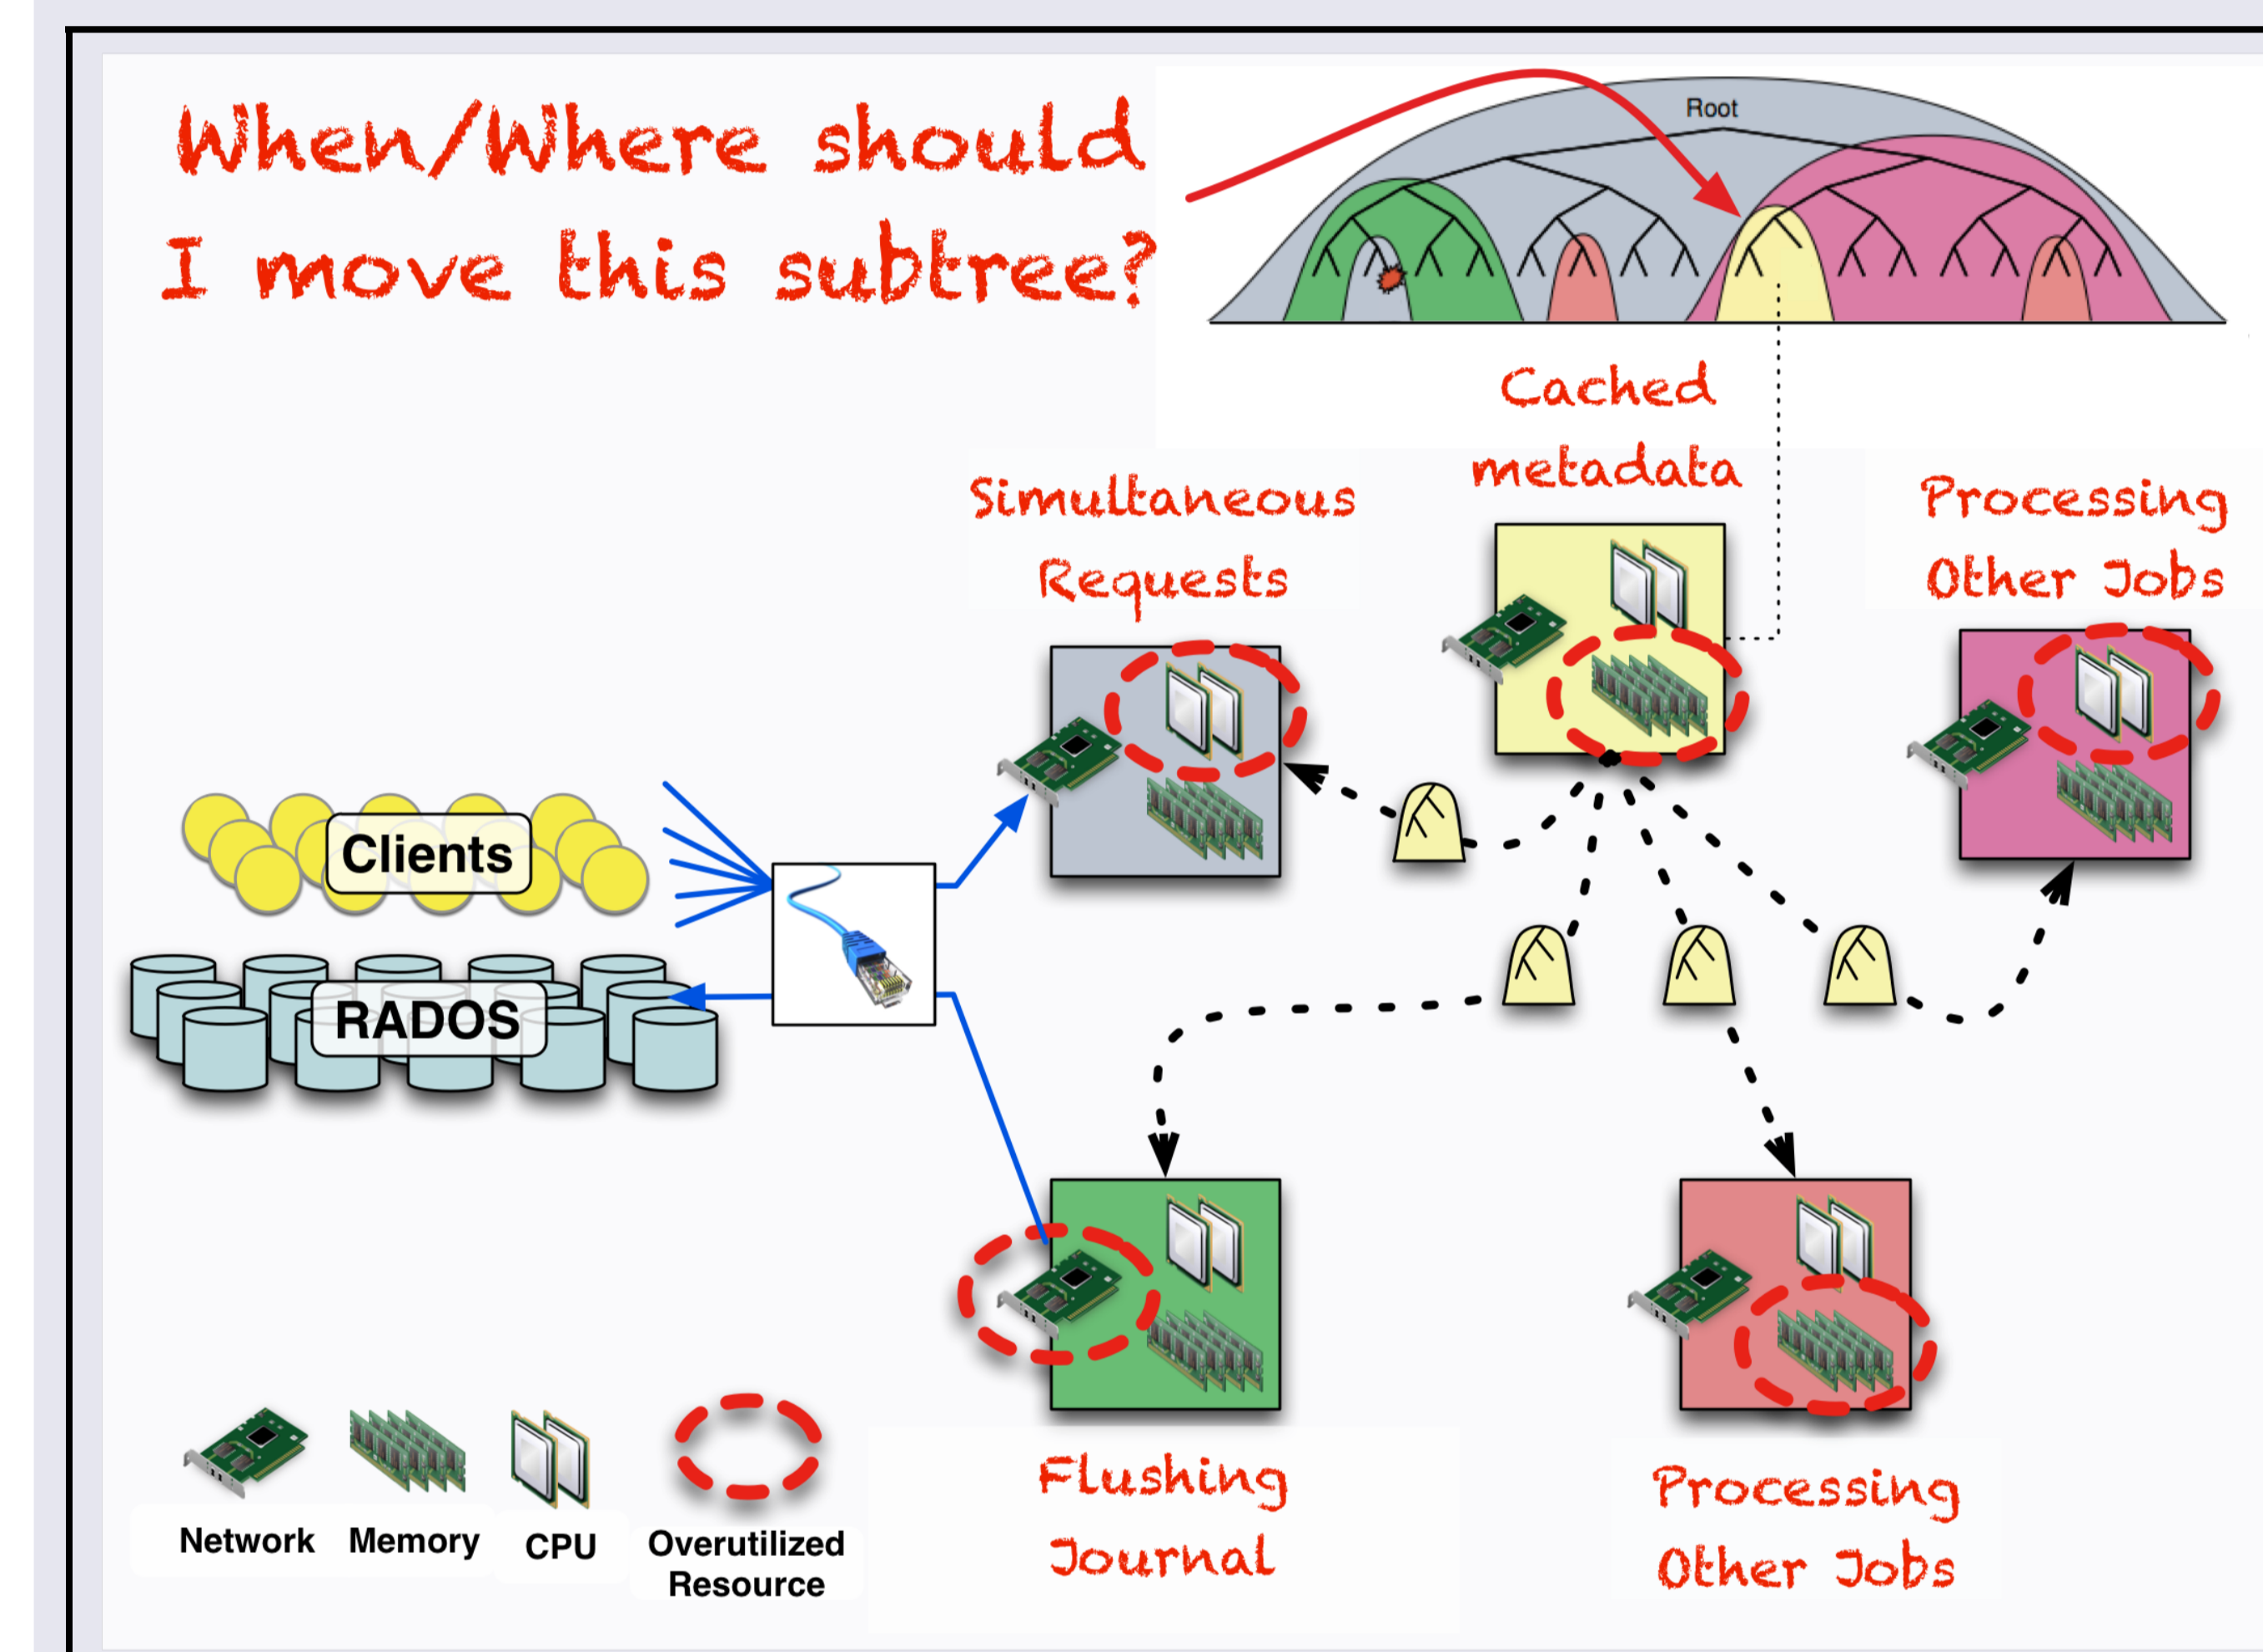 When/Where should
I move this subtree?
Root
Cached
metadata
Simultaneous
Requests
Processing
Other Jobs
Clients
RADOS
Flushing
Journal
Processing
Other Jobs
Network
Memory
CPU
Overutilized
Resource